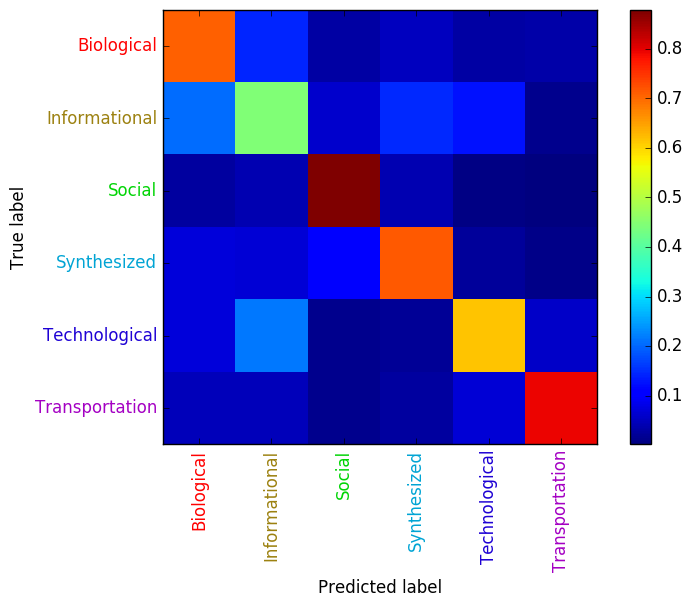 Biological
Informational
Social
Synthesized
Technological
Transportation
True label
Biological
Informational
Social
Synthesized
Technological
Transportation
Predicted label
0.8
0.7
0.6
0.5
0.4
0.3
0.2
0.1